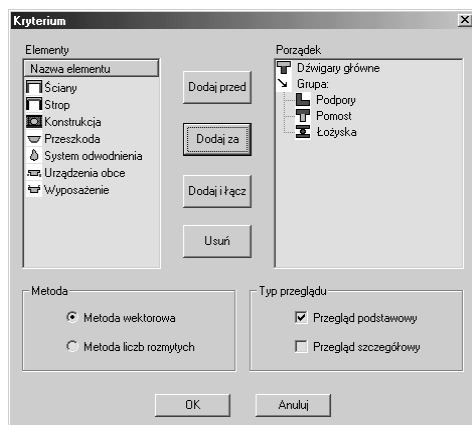 Kryterium
Elementy
Nazwa elementu
Ściany
Strop
Konstrukcja
Przeszkoda
System odwodnienia
Urządzenia obce
Wyposażenie
Dodaj przed
Dodaj za
Dodaj i łącz
Usuń
Porządek
Dźwigary główne
Grupa:
Podpory
Pomost
Łożyska
Metoda
Metoda wektorowa
Metoda liczb rozmytych
Typ przeglądu
Przegląd podstawowy
Przegląd szczegółowy
OK
Anuluj